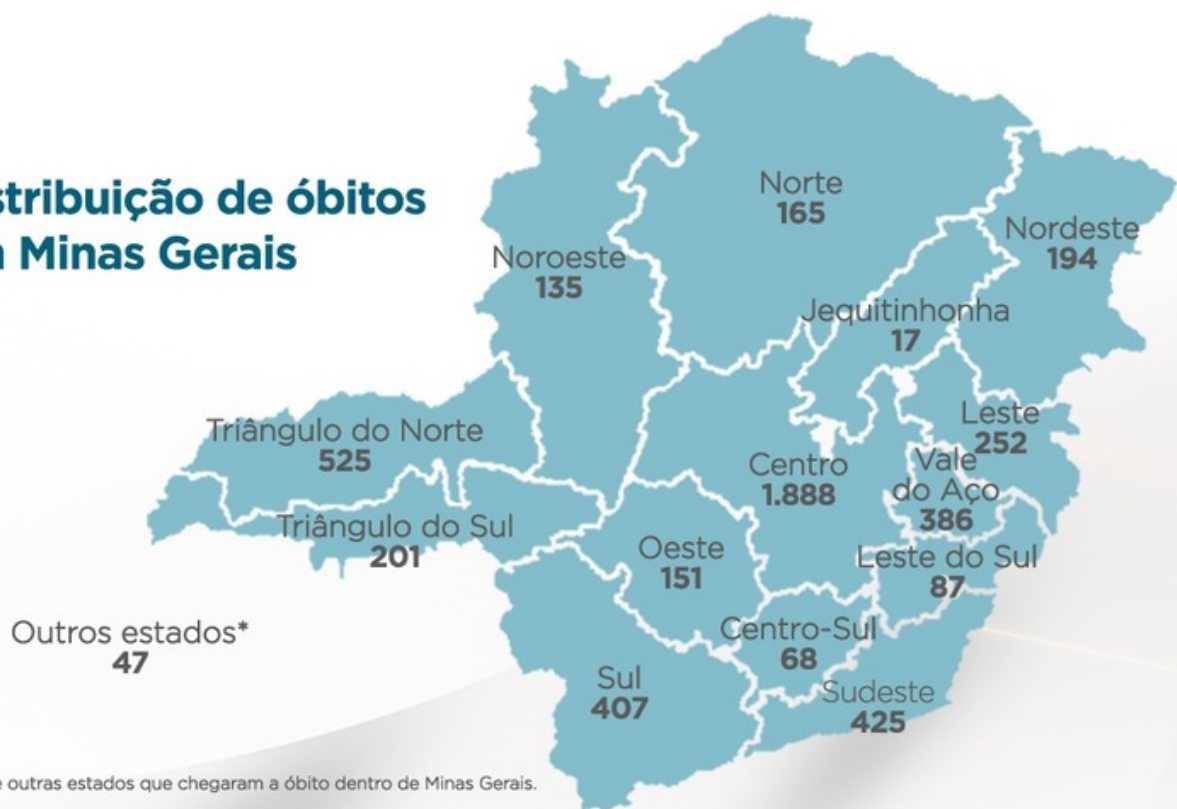 stribuição de óbitos
Minas Gerais
Norte
165
Nordeste
194
Noroeste
135
Jequitinhonha
17
Triângulo do Norte
525
Leste
252
Centro
1.888
Vale
do Aço
386
Triângulo do Sul
201
Oeste
151
Leste do Sul
87
Outros estados*
47
Centro-Sul
68
Sul
407
Sudeste
425
e outras estados que chegaram a óbito dentro de Minas Gerais.